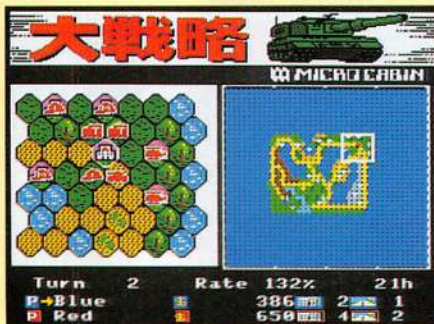 大戦略
MICRO CABIN
Turn 2 Rate 132% 21h
P→Blue 386 2 1
P Red 650 4 2